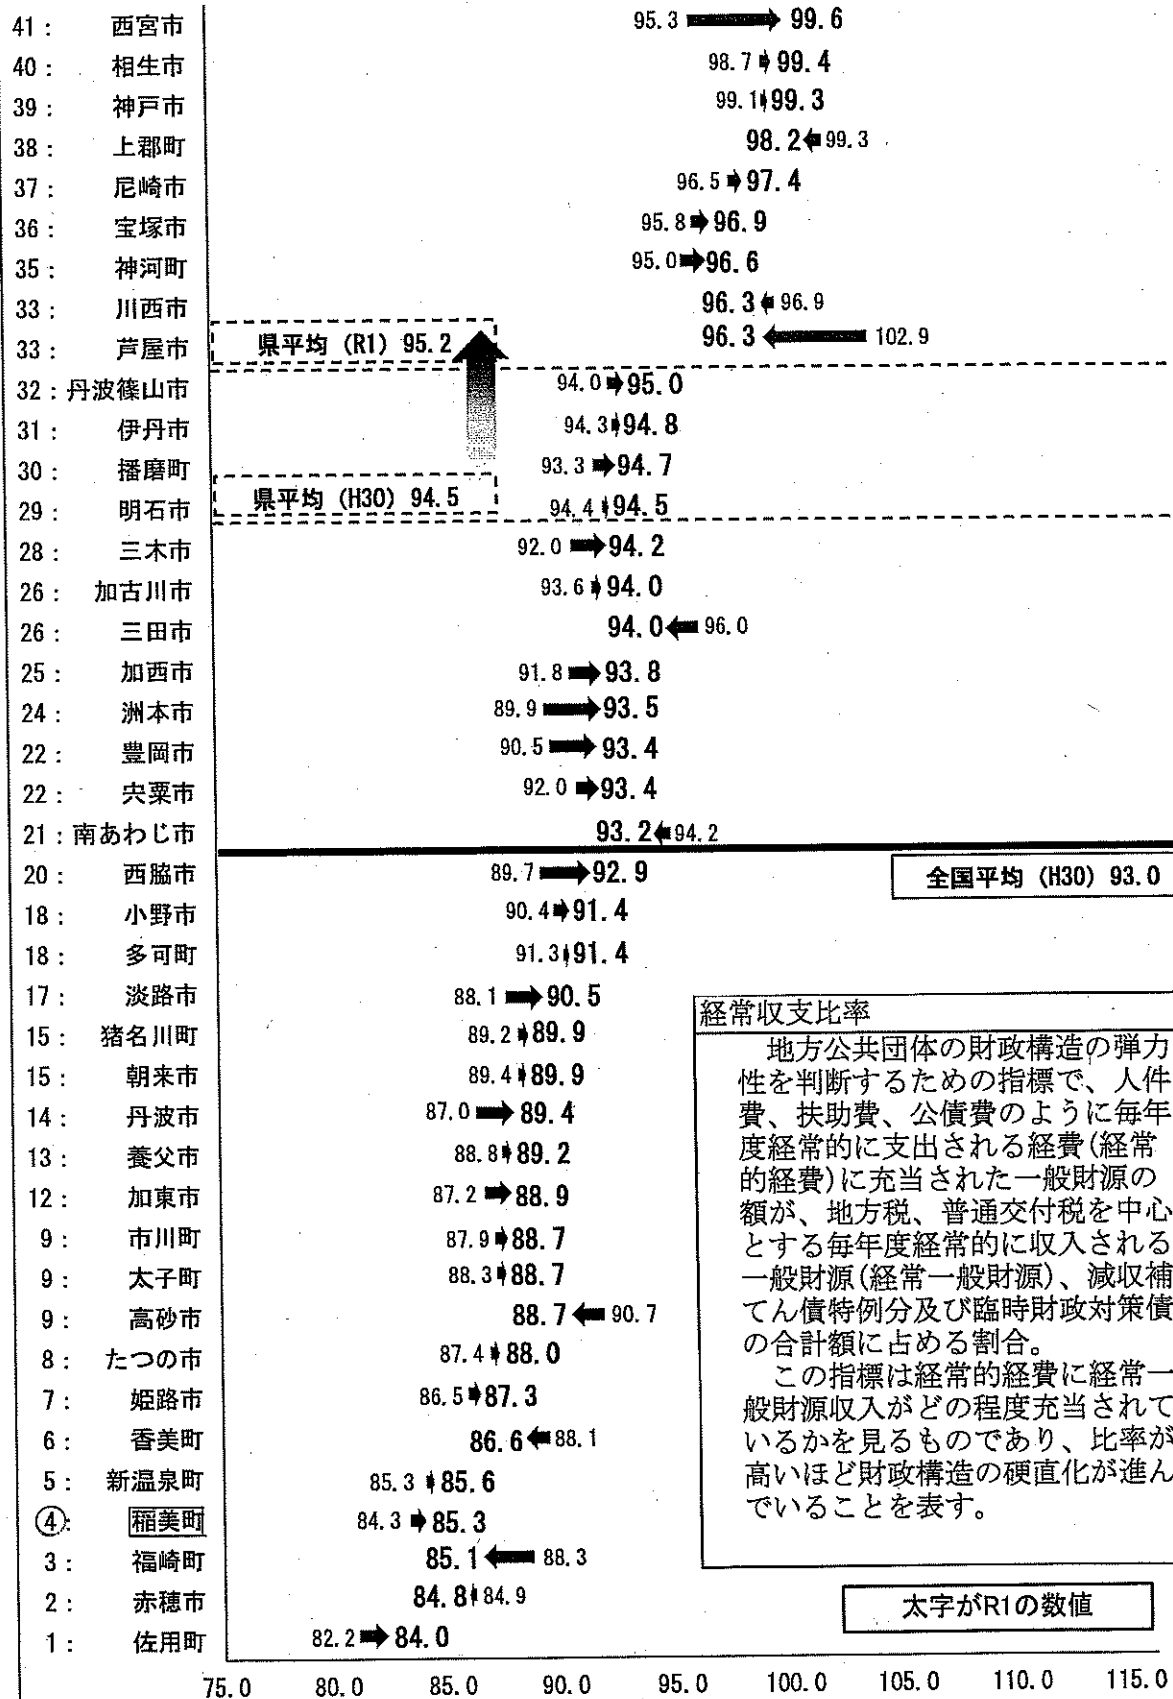 41： 西宮市 95.3 99.6
40： 相生市 98.7 99.4
39： 神戸市 99.1 99.3
38： 上郡町 98.2 99.3
37： 尼崎市 96.5 97.4
36： 宝塚市 95.8 96.9
35： 神河町 95.0 96.6
33： 川西市 96.3 96.9
33： 芦屋市 96.3 102.9
県平均（R1）95.2
32：丹波篠山市 94.0 95.0
31： 伊丹市 94.3 94.8
30： 播磨町 93.3 94.7
県平均（H30）94.5
29： 明石市 94.4 94.5
28： 三木市 92.0 94.2
26： 加古川市 93.6 94.0
26： 三田市 94.0 96.0
25： 加西市 91.8 93.8
24： 洲本市 89.9 93.5
22： 豊岡市 90.5 93.4
22： 宍粟市 92.0 93.4
21：南あわじ市 93.2 94.2
20： 西脇市 89.7 92.9
全国平均（H30）93.0
18： 小野市 90.4 91.4
18： 多可町 91.3 91.4
17： 淡路市 88.1 90.5
15： 猪名川町 89.2 89.9
15： 朝来市 89.4 89.9
14： 丹波市 87.0 89.4
13： 養父市 88.8 89.2
12： 加東市 87.2 88.9
9： 市川町 87.9 88.7
9： 太子町 88.3 88.7
9： 高砂市 88.7 90.7
8： たつの市 87.4 88.0
7： 姫路市 86.5 87.3
6： 香美町 86.6 88.1
5： 新温泉町 85.3 85.6
④： 稲美町 84.3 85.3
3： 福崎町 85.1 88.3
2： 赤穂市 84.8 84.9
1： 佐用町 82.2 84.0
経常収支比率
地方公共団体の財政構造の弾力
性を判断するための指標で、人件
費、扶助費、公債費のように毎年
度経常的に支出される経費(経常
的経費)に充当された一般財源の
額が、地方税、普通交付税を中心
とする毎年度経常的に収入される
一般財源(経常一般財源)、減収補
てん債特例分及び臨時財政対策債
の合計額に占める割合。
この指標は経常的経費に経常一
般財源収入がどの程度充当されて
いるかを見るものであり、比率が
高いほど財政構造の硬直化が進ん
でいることを表す。
太字がR1の数値
75.0 80.0 85.0 90.0 95.0 100.0 105.0 110.0 115.0